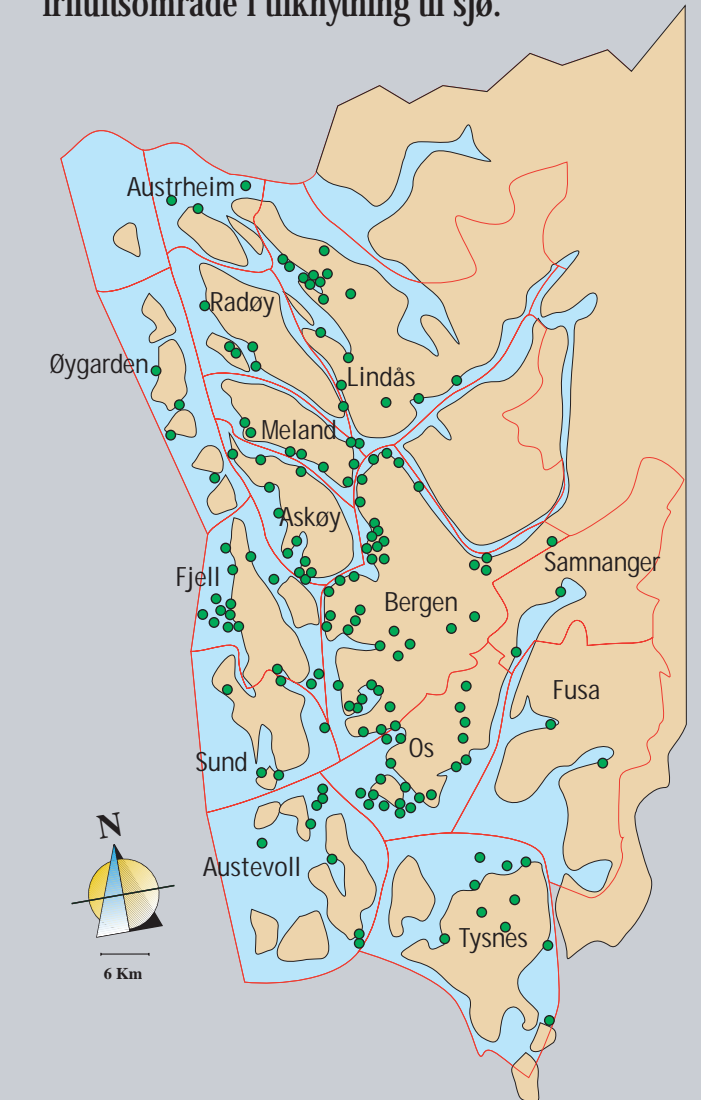 friluftsområde i tilknytning til sjø.
Austrheim
Radøy
Øygarden
Lindås
Meland
Askøy
Samnanger
Fjell
Bergen
Fusa
Os
Sund
N
Austevoll
Tysnes
6 Km